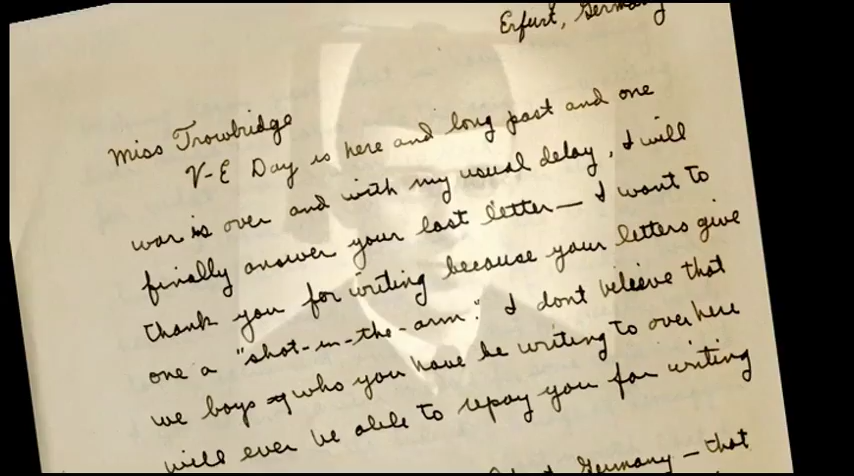 Erfurt, Germany
Miss Trowbridge
V-E Day is here and long past and one
war is over and with my usual delay, I will
finally answer your last letter — I want to
thank you for writing because your letters give
one a "shot-in-the-arm." I dont beleive that
we boys who you have be writing to over here
will ever be able to repay you for writing
Germany — that